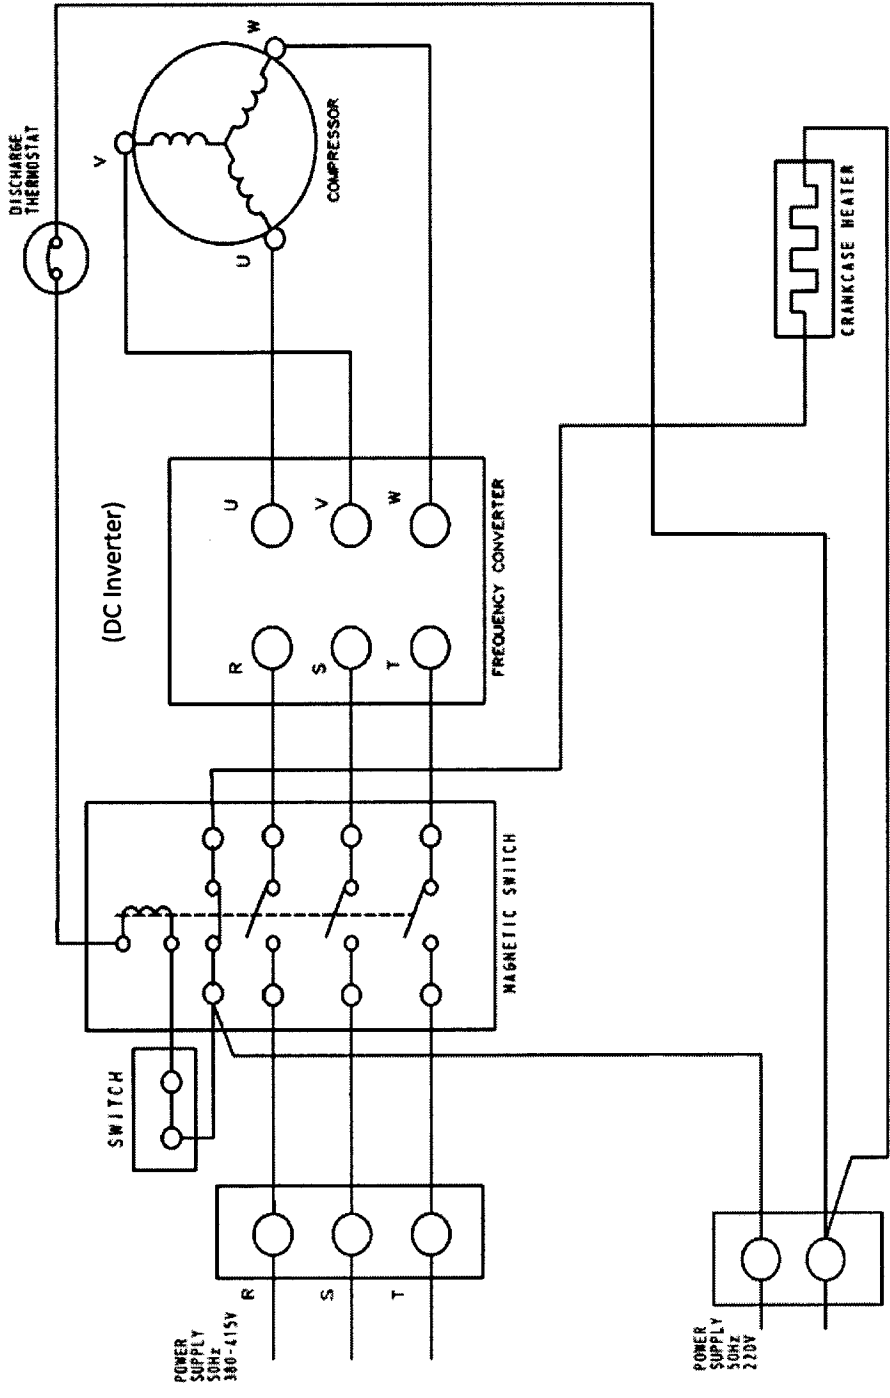 DISCHARGE
THERMOSTAT
W
V
U
COMPRESSOR
CRANKCASE HEATER
(DC Inverter)
U
V
W
R
S
T
FREQUENCY CONVERTER
MAGNETIC SWITCH
SWITCH
R
S
T
POWER
SUPPLY
50Hz
380-415V
POWER
SUPPLY
50Hz
220V